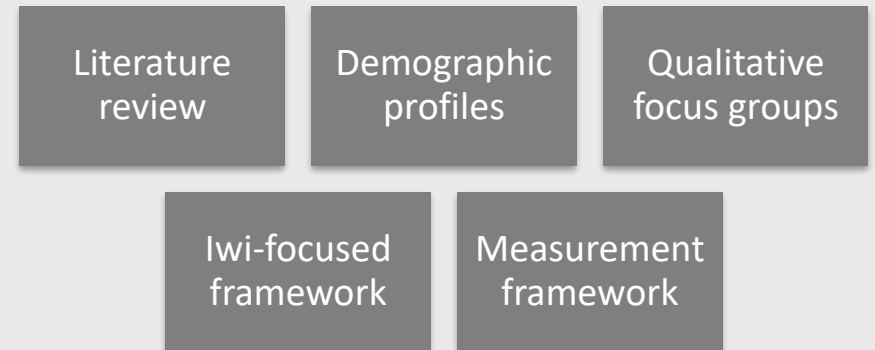 Literature
review
Demographic
profiles
Qualitative
focus groups
Iwi-focused
framework
Measurement
framework